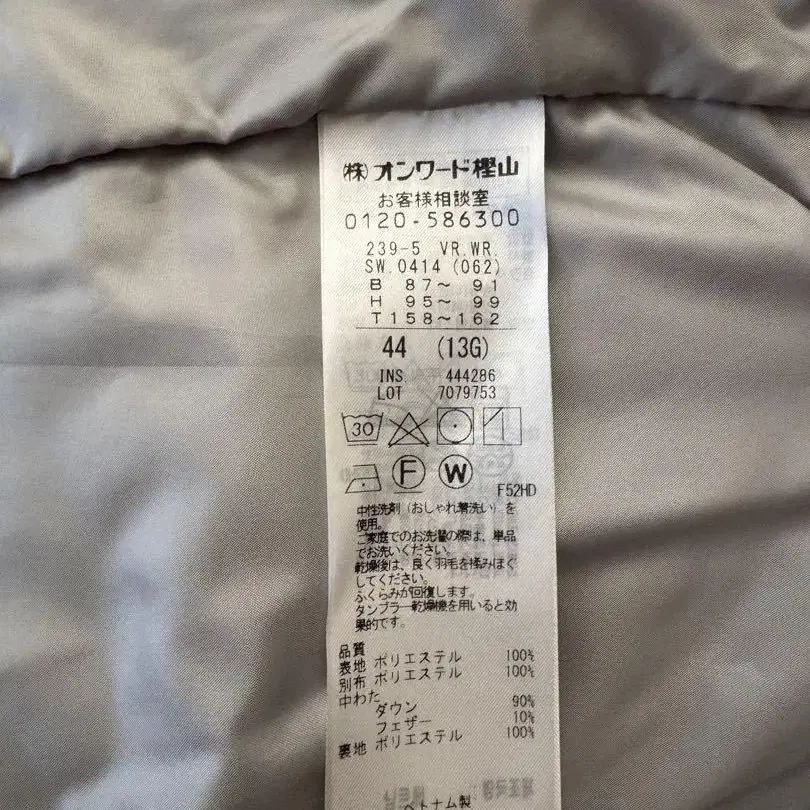 ㈱オンワード樫山
お客様相談室
0120-586300
239-5 VR.WR.
SW.0414 (062)
B 87～ 91
H 95～ 99
T158～162
44 (13G)
INS. 444286
LOT 7079753
30
F W F52HD
中性洗剤（おしゃれ着洗い）を
使用。
ご家庭でのお洗濯の際は、単品
でお洗いください。
乾燥後は、良く羽毛を揉みほぐ
してください。
ふくらみが回復します。
タンブラー乾燥機を用いると効
果的です。
品質
表地 ポリエステル 100%
別布 ポリエステル 100%
中わた
ダウン 90%
フェザー 10%
裏地 ポリエステル 100%
ベトナム製